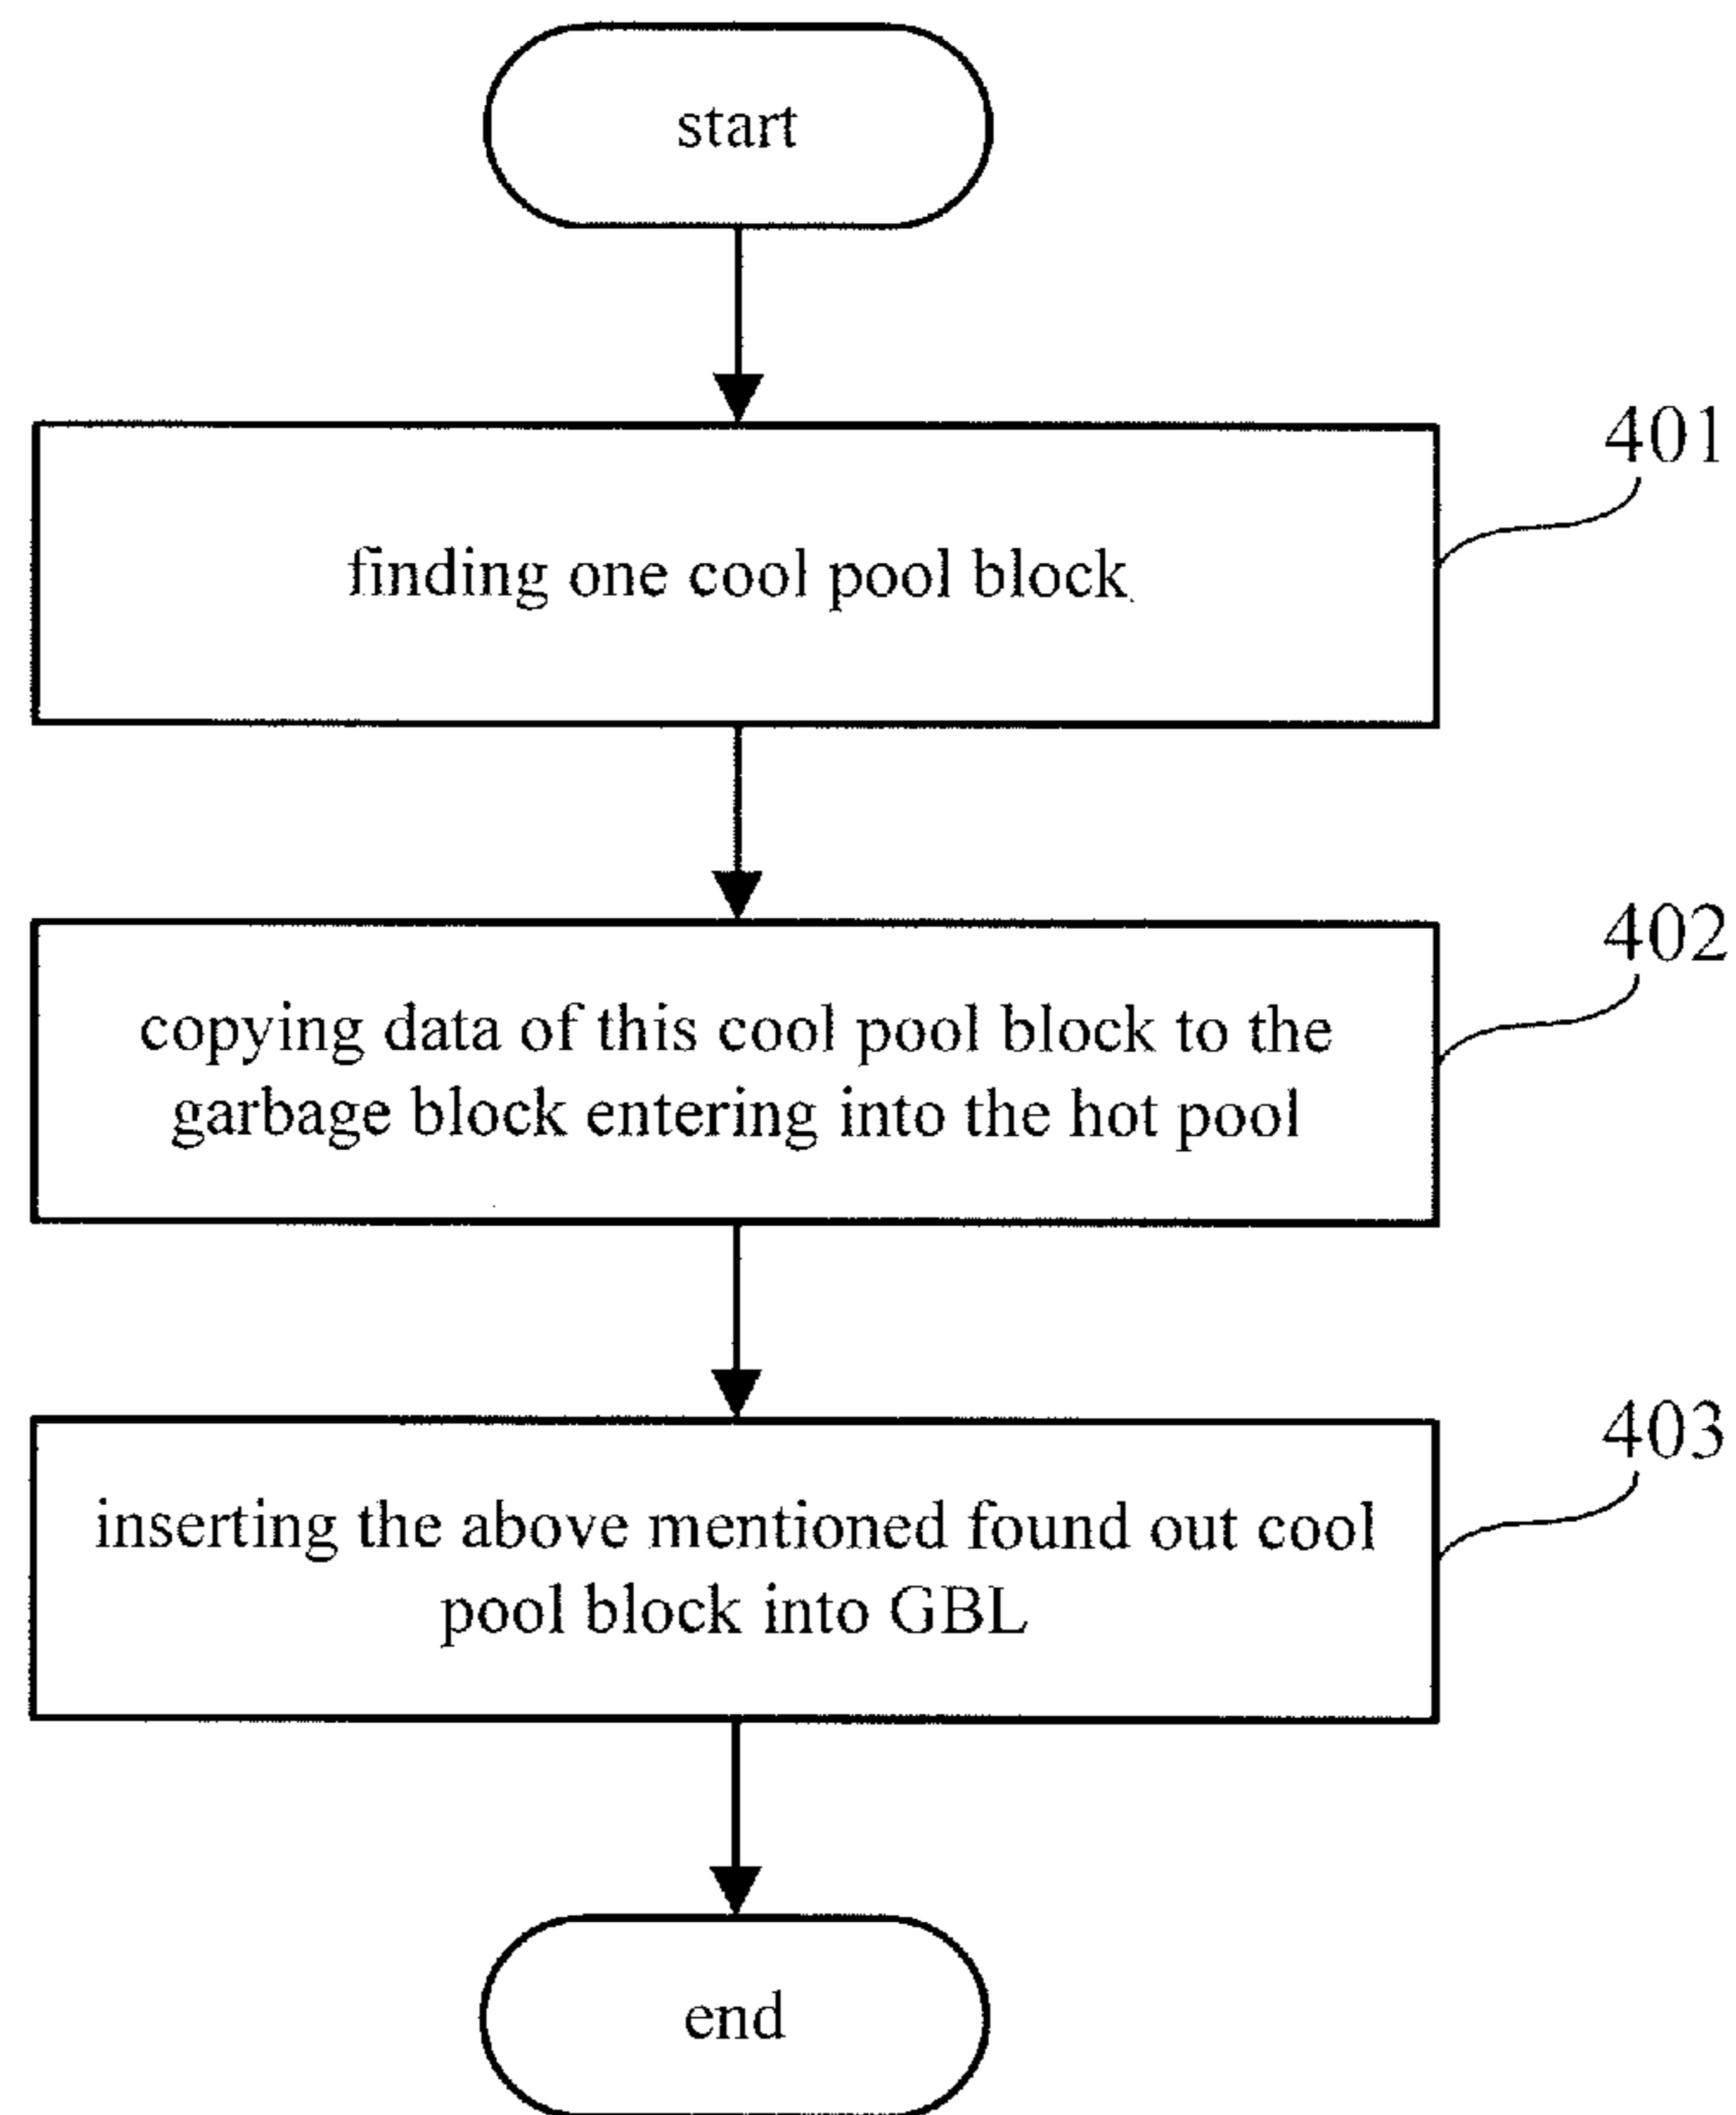 start
401
finding one cool pool block
402
copying data of this cool pool block to the
garbage block entering into the hot pool
403
inserting the above mentioned found out cool
pool block into GBL
end